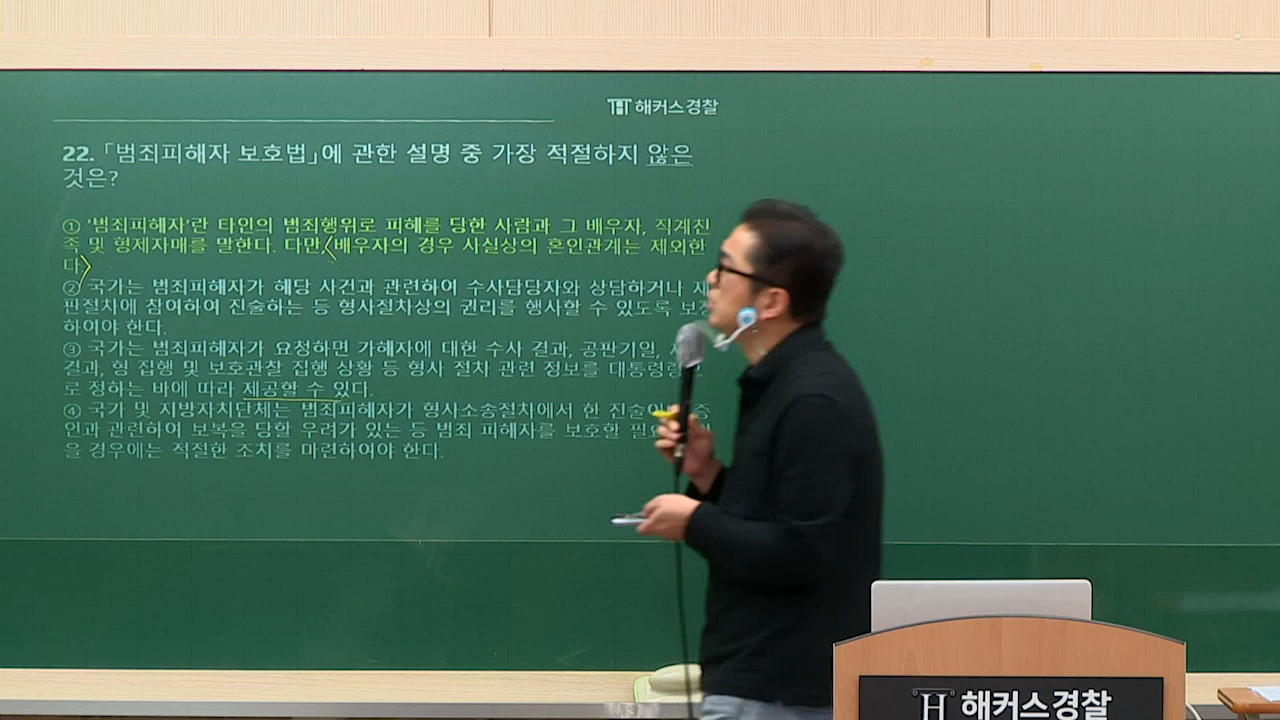 해커스경찰
22. 「범죄피해자 보호법」에 관한 설명 중 가장 적절하지 않은
것은?
① '범죄피해자'란 타인의 범죄행위로 피해를 당한 사람과 그 배우자, 직계친
족 및 형제자매를 말한다. 다만, 배우자의 경우 사실상의 혼인관계는 제외한
다.
② 국가는 범죄피해자가 해당 사건과 관련하여 수사담당자와 상담하거나 재
판절차에 참여하여 진술하는 등 형사절차상의 권리를 행사할 수 있도록 보장
하여야 한다.
③ 국가는 범죄피해자가 요청하면 가해자에 대한 수사 결과, 공판기일,
결과, 형 집행 및 보호관찰 집행 상황 등 형사 절차 관련 정보를 대통령령
로 정하는 바에 따라 제공할 수 있다.
④ 국가 및 지방자치단체는 범죄피해자가 형사소송절차에서 한 진술 증
인과 관련하여 보복을 당할 우려가 있는 등 범죄 피해자를 보호할 필
을 경우에는 적절한 조치를 마련하여야 한다.
해커스경찰